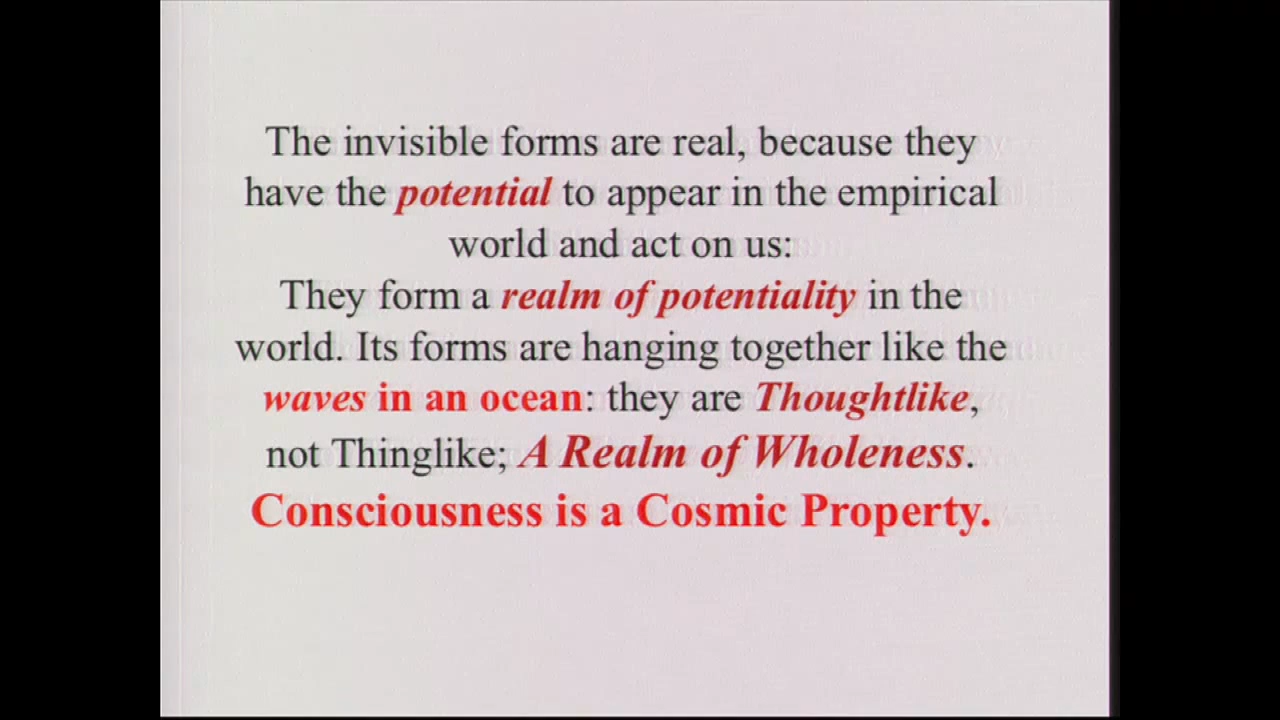 The invisible forms are real, because they
have the potential to appear in the empirical
world and act on us:
They form a realm of potentiality in the
world. Its forms are hanging together like the
waves in an ocean: they are Thoughtlike,
not Thinglike; A Realm of Wholeness.
Consciousness is a Cosmic Property.